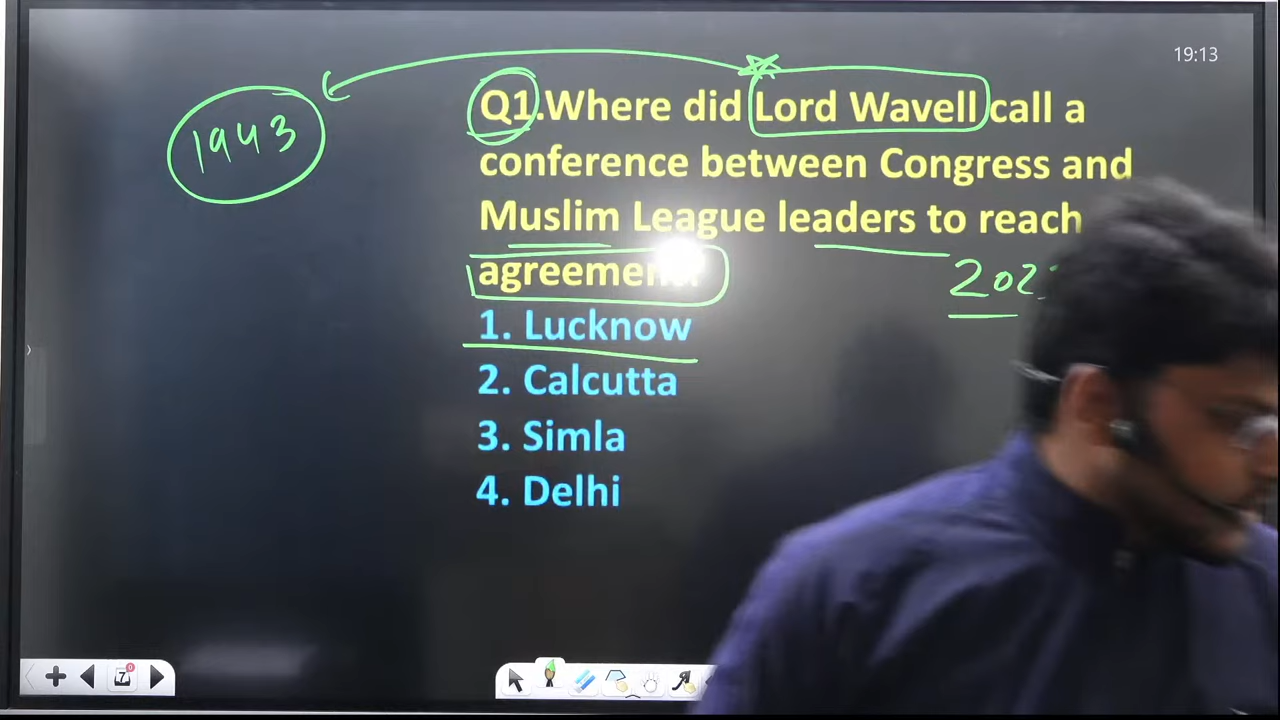 19:13
1943
Q1.Where did Lord Wavell call a
conference between Congress and
Muslim League leaders to reach
1. Lucknow
2. Calcutta
3. Simla
4. Delhi